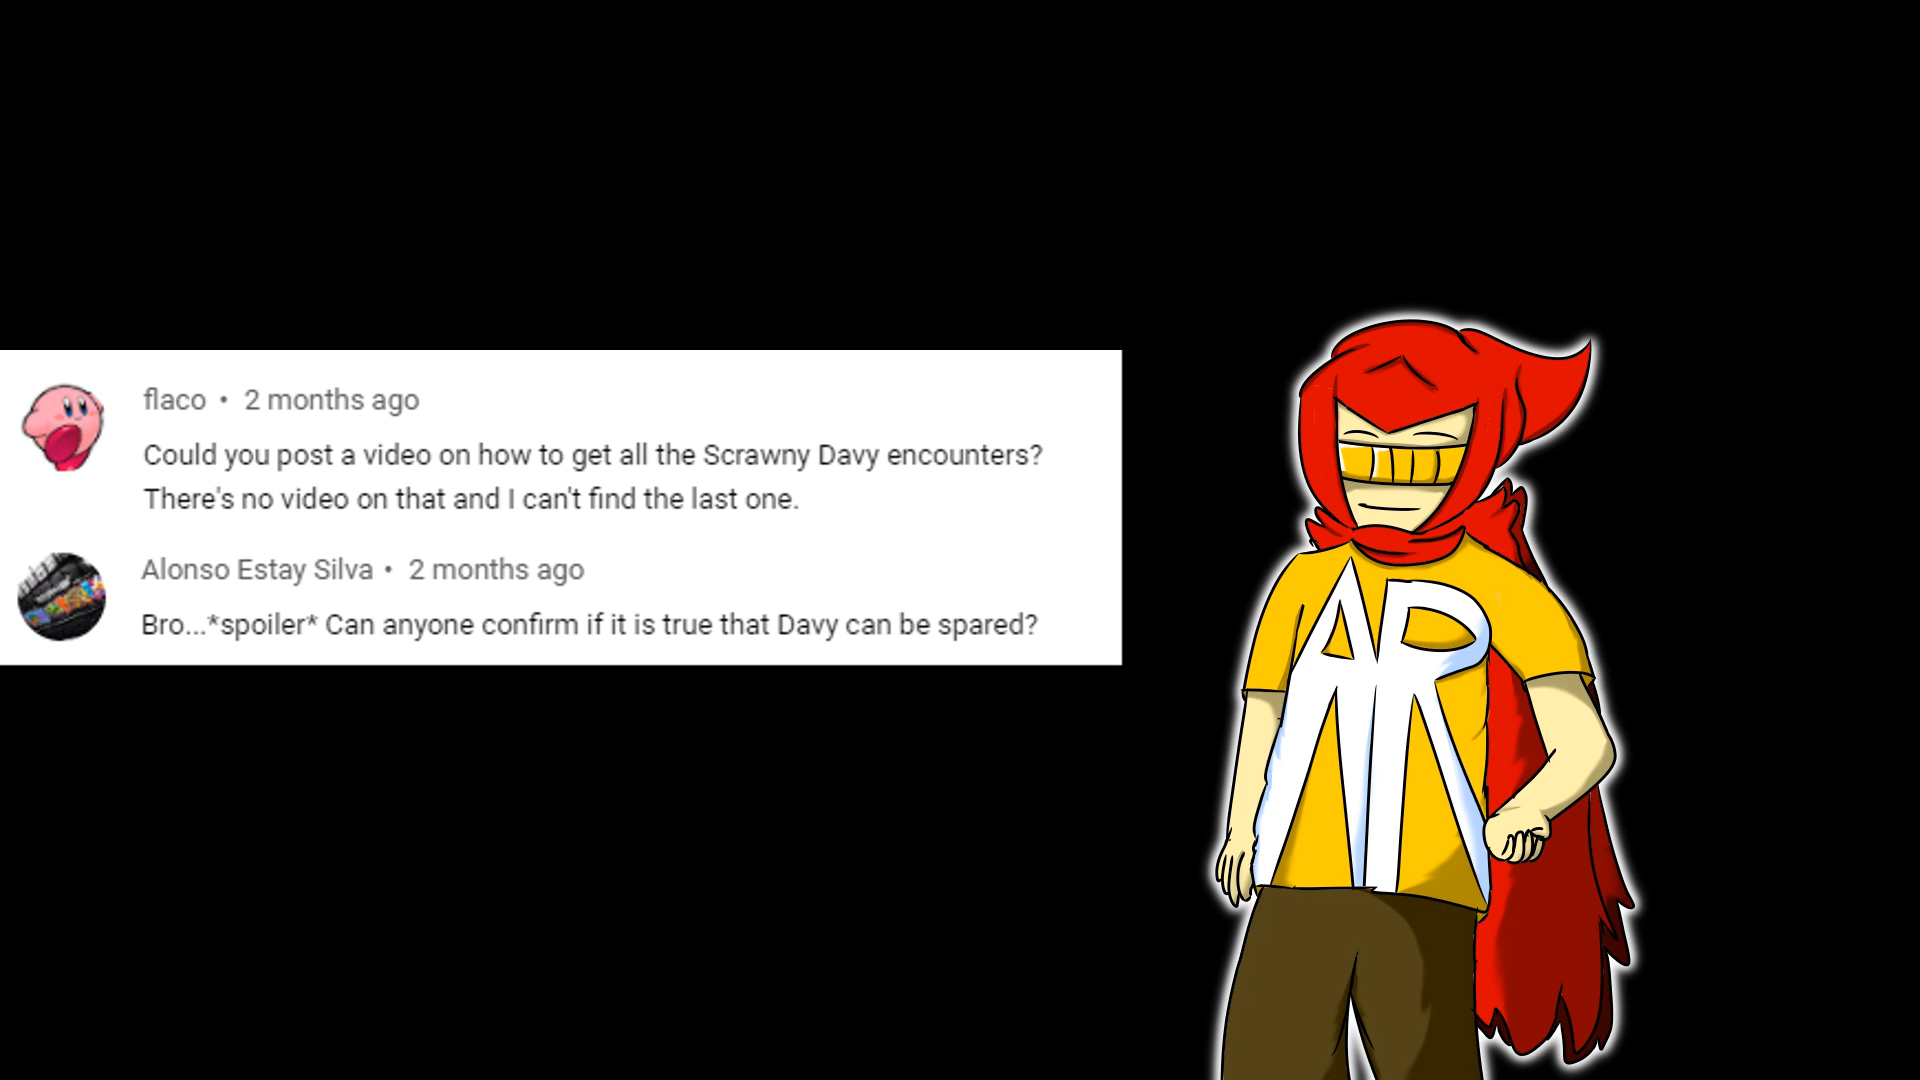 flaco • 2 months ago
Could you post a video on how to get all the Scrawny Davy encounters?
There's no video on that and I can't find the last one.
Alonso Estay Silva • 2 months ago
Bro...*spoiler* Can anyone confirm if it is true that Davy can be spared?
AR